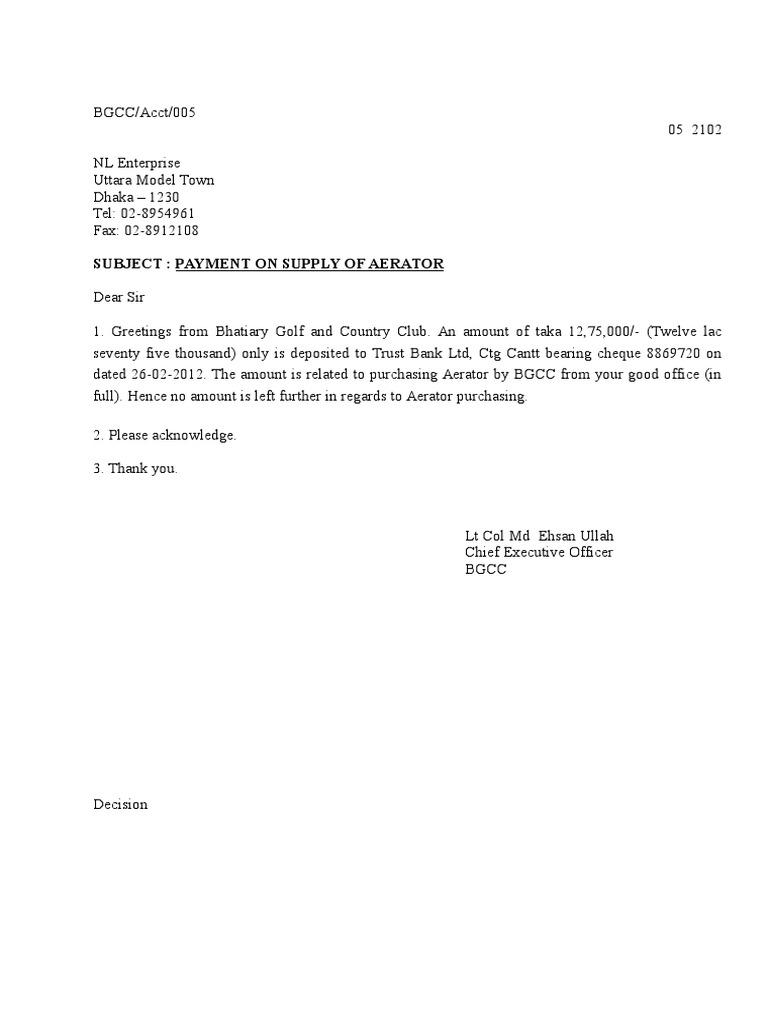 BGCC/Acct/005
05 2102
NL Enterprise
Uttara Model Town
Dhaka – 1230
Tel: 02-8954961
Fax: 02-8912108
SUBJECT : PAYMENT ON SUPPLY OF AERATOR
Dear Sir
1. Greetings from Bhatiary Golf and Country Club. An amount of taka 12,75,000/- (Twelve lac
seventy five thousand) only is deposited to Trust Bank Ltd, Ctg Cantt bearing cheque 8869720 on
dated 26-02-2012. The amount is related to purchasing Aerator by BGCC from your good office (in
full). Hence no amount is left further in regards to Aerator purchasing.
2. Please acknowledge.
3. Thank you.
Lt Col Md Ehsan Ullah
Chief Executive Officer
BGCC
Decision